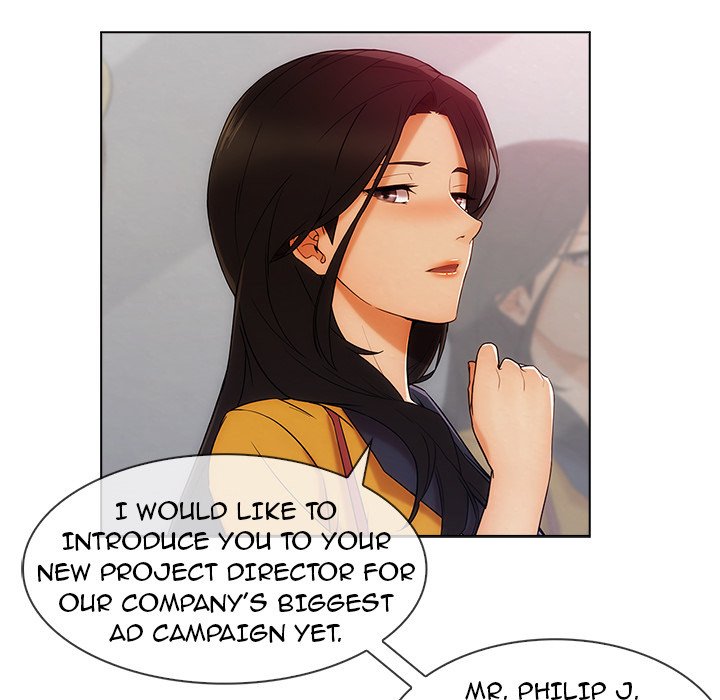 I WOULD LIKE TO
INTRODUCE YOU TO YOUR
NEW PROJECT DIRECTOR FOR
OUR COMPANY'S BIGGEST
AD CAMPAIGN YET.
MR. PHILIP J.